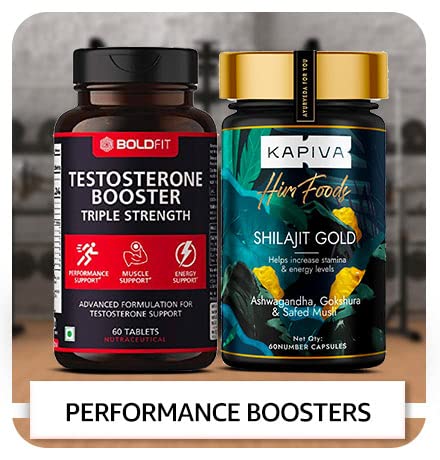 BOLDFIT
TESTOSTERONE
BOOSTER
TRIPLE STRENGTH
PERFORMANCE
SUPPORT*
MUSCLE
SUPPORT*
ENERGY
SUPPORT*
ADVANCED FORMULATION FOR
TESTOSTERONE SUPPORT
60 TABLETS
NUTRACEUTICAL
AYURVEDA FOR YOU
KAPIVA
Him Foods
SHILAJIT GOLD
Helps increase stamina
& energy levels
Ashwagandha, Gokshura
& Safed Musli
Net Qty:
60NUMBER CAPSULES
PERFORMANCE BOOSTERS